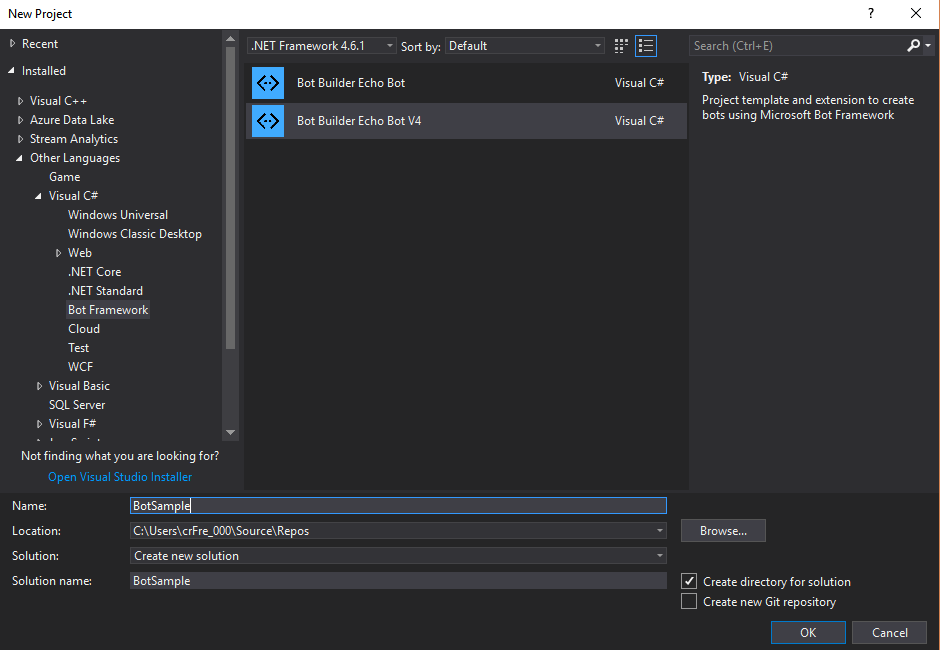 New Project
Recent
Installed
Visual C++
Azure Data Lake
Stream Analytics
Other Languages
Game
Visual C#
Windows Universal
Windows Classic Desktop
Web
.NET Core
.NET Standard
Bot Framework
Cloud
Test
WCF
Visual Basic
SQL Server
Visual F#
Not finding what you are looking for?
Open Visual Studio Installer
.NET Framework 4.6.1 Sort by: Default
Bot Builder Echo Bot Visual C#
Bot Builder Echo Bot V4 Visual C#
Search (Ctrl+E)
Type: Visual C#
Project template and extension to create
bots using Microsoft Bot Framework
Name: BotSample
Location: C:\Users\crFre_000\Source\Repos Browse...
Solution: Create new solution
Solution name: BotSample
Create directory for solution
Create new Git repository
OK Cancel